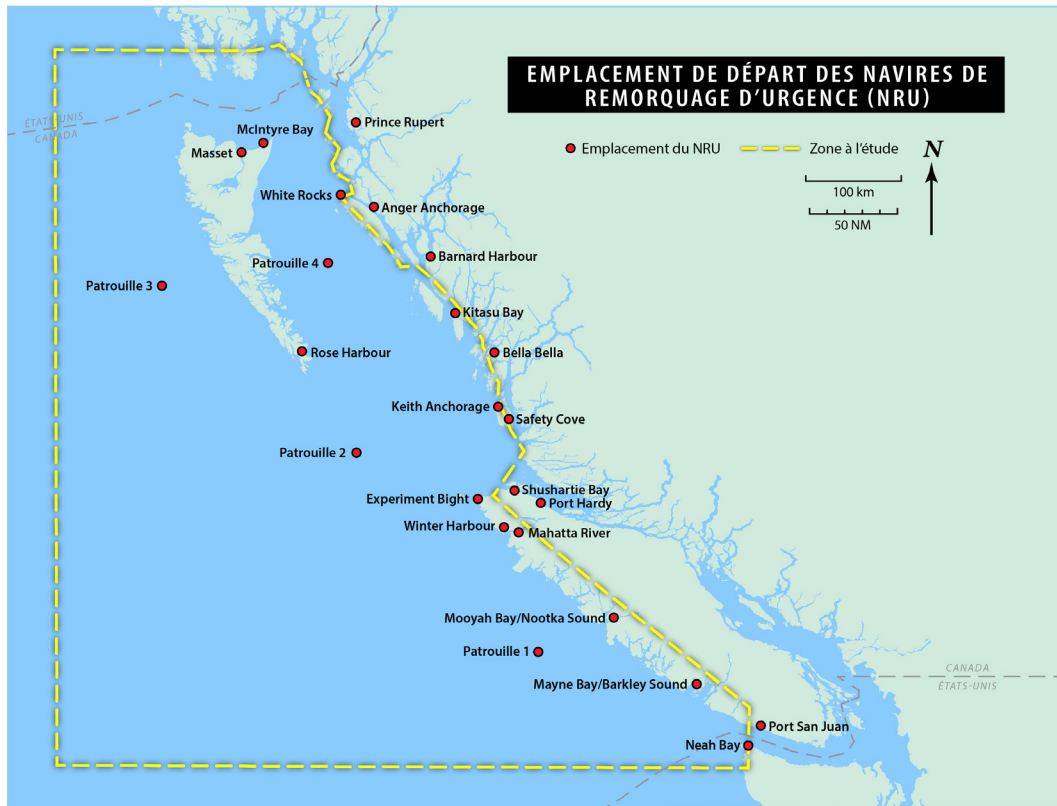 EMPLACEMENT DE DÉPART DES NAVIRES DE
REMORQUAGE D'URGENCE (NRU)
Emplacement du NRU
Zone à l'étude
N
100 km
50 NM
ÉTATS-UNIS
CANADA
McIntyre Bay
Masset
Prince Rupert
White Rocks
Anger Anchorage
Barnard Harbour
Patrouille 4
Patrouille 3
Kitasu Bay
Rose Harbour
Bella Bella
Keith Anchorage
Safety Cove
Patrouille 2
Shushartie Bay
Experiment Bight
Port Hardy
Winter Harbour
Mahatta River
Mooyah Bay/Nootka Sound
Patrouille 1
CANADA
ÉTATS-UNIS
Mayne Bay/Barkley Sound
Port San Juan
Neah Bay